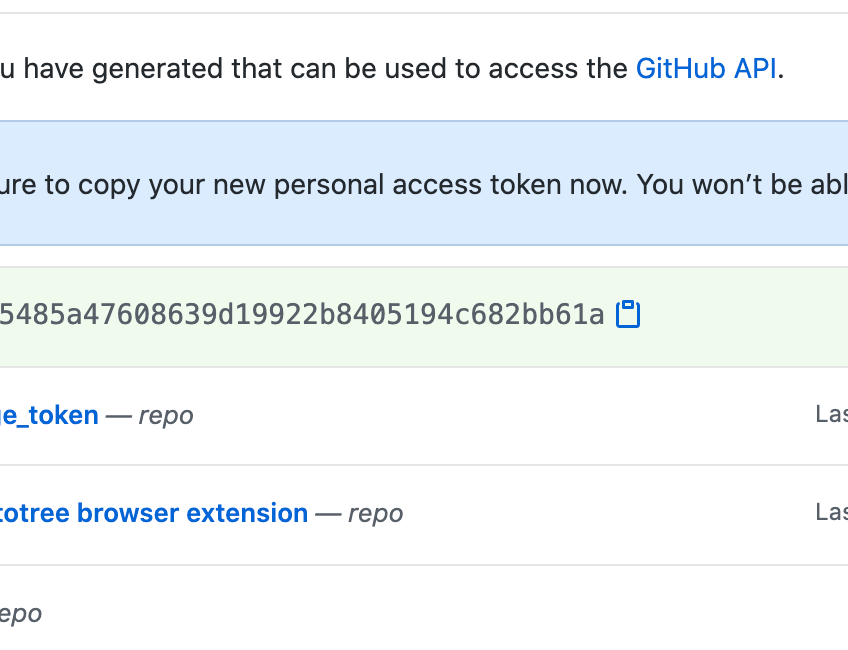 u have generated that can be used to access the GitHub API.
ure to copy your new personal access token now. You won’t be abl
5485a47608639d19922b8405194c682bb61a
e_token — repo
Las
totree browser extension — repo
Las
epo